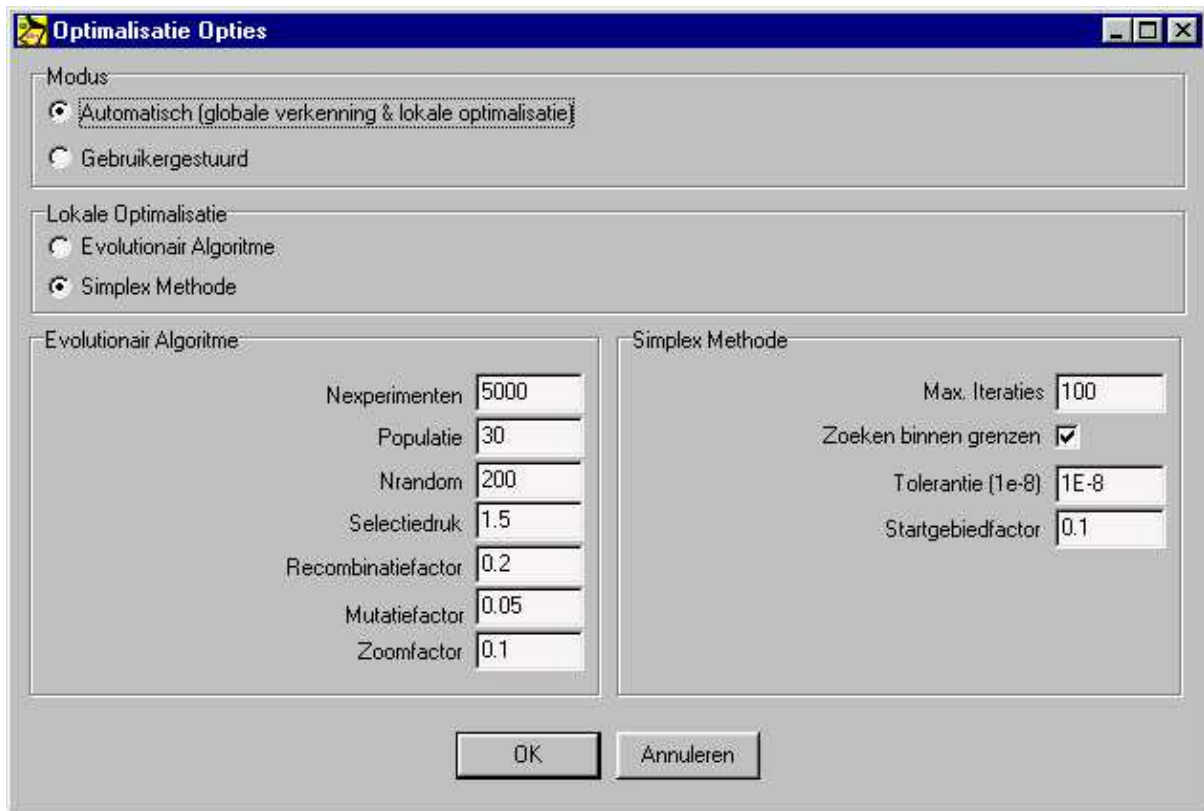 Optimalisatie Opties
Modus
Automatisch (globale verkenning & lokale optimalisatie)
Gebruikergestuurd
Lokale Optimalisatie
Evolutionair Algoritme
Simplex Methode
Evolutionair Algoritme
Nexperimenten 5000
Populatie 30
Nrandom 200
Selectiedruk 1.5
Recombinatiefactor 0.2
Mutatiefactor 0.05
Zoomfactor 0.1
Simplex Methode
Max. Iteraties 100
Zoeken binnen grenzen
Tolerantie (1e-8) 1E-8
Startgebiedfactor 0.1
OK
Annuleren